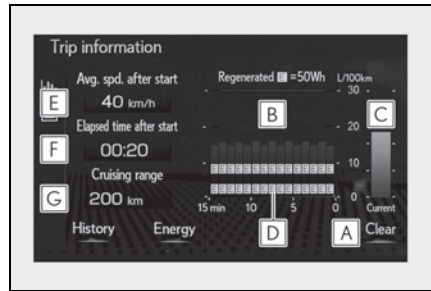 Trip information
Avg. spd. after start
Regenerated E =50Wh
L/100km
E
40 km/h
30
B
C
Elapsed time after start
20
F
00:20
10
Cruising range
G
200 km
0
15 min 10 5 0 Current
History Energy D A Clear